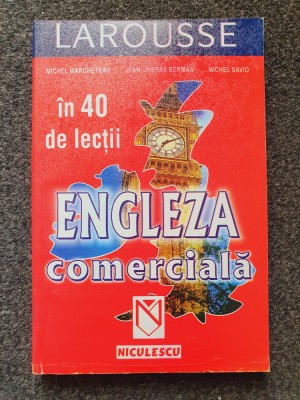 LAROUSSE
MICHEL MARCHETEAU JEAN-PIERRE BERMAN MICHEL SAVIO
în 40
de lecții
ENGLEZA
comercială
NICULESCU